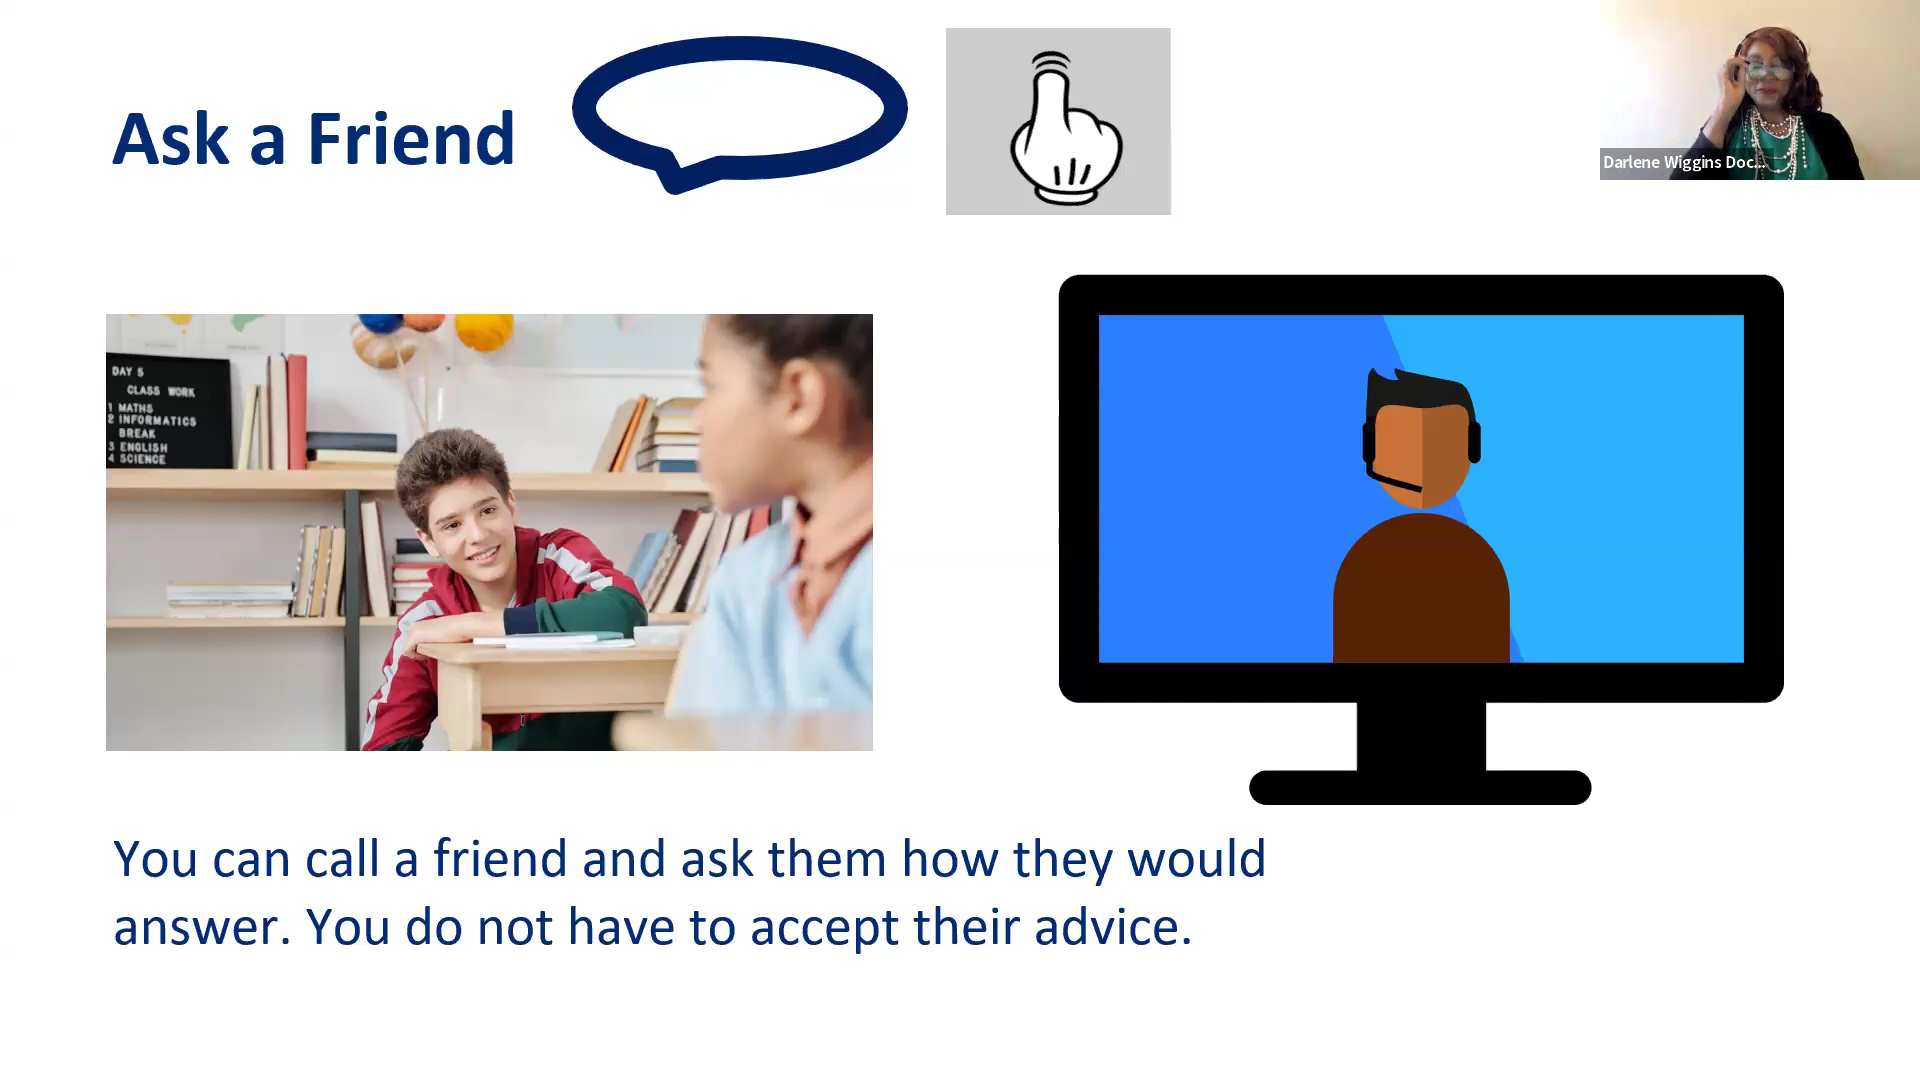 Ask a Friend
Darlene Wiggins Doc...
DAY 5
CLASS WORK
1 MATHS
2 INFORMATICS
BREAK
3 ENGLISH
4 SCIENCE
You can call a friend and ask them how they would
answer. You do not have to accept their advice.